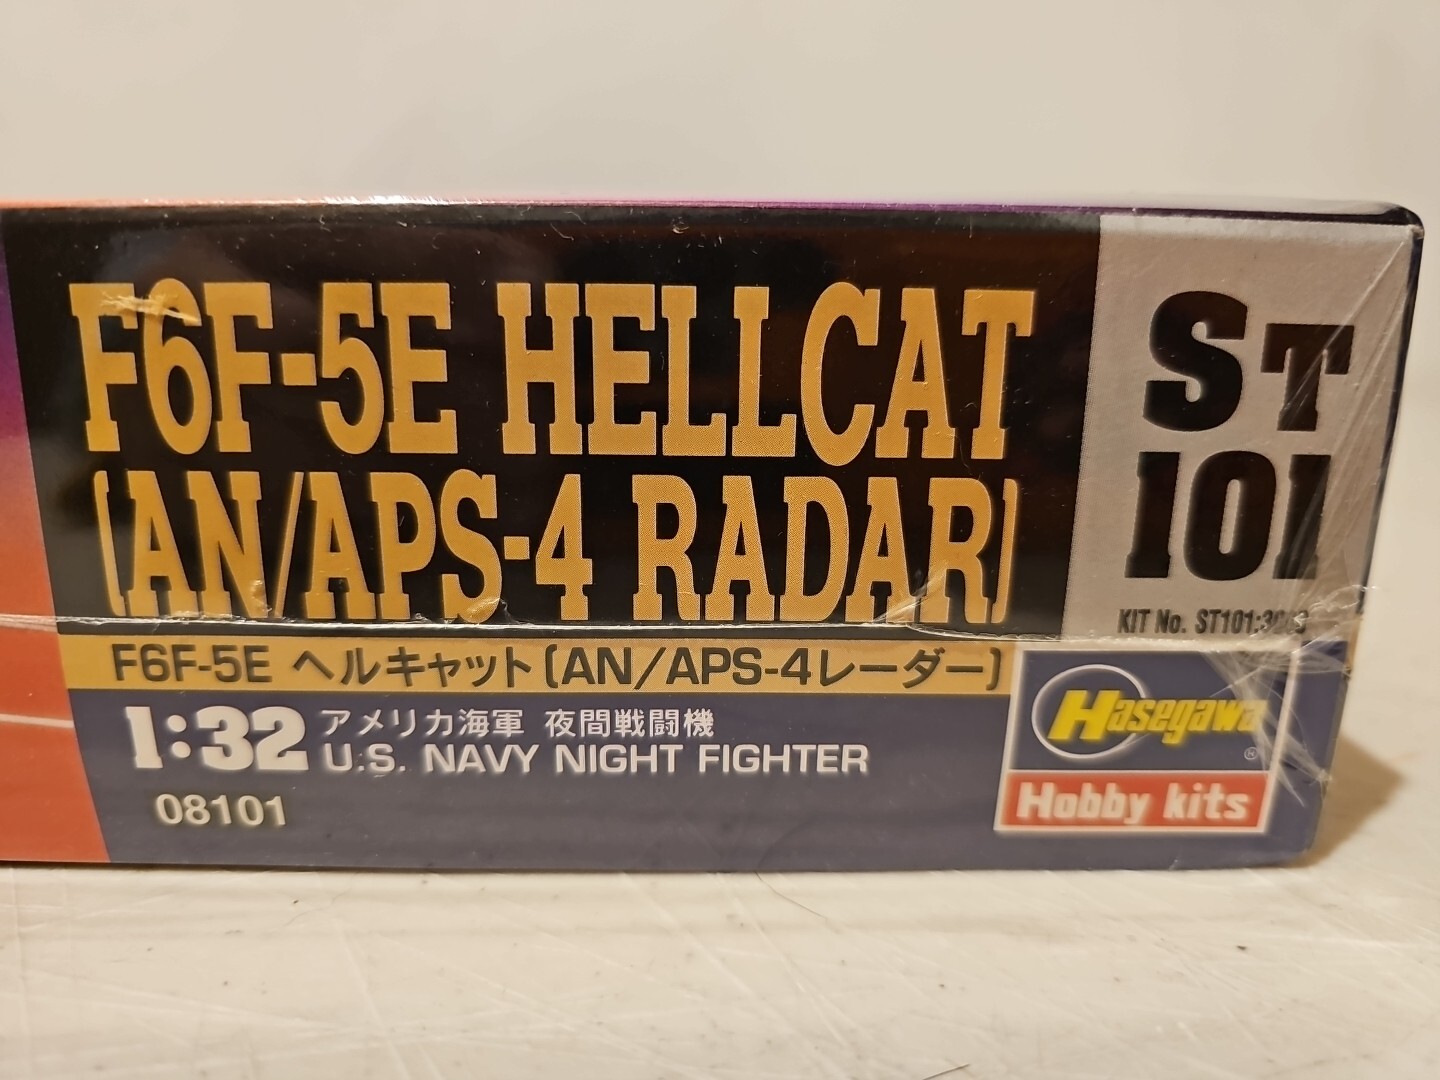 F6F-5E HELLCAT
(AN/APS-4 RADAR)
ST
101
KIT No. ST101:
F6F-5E ヘルキャット(AN/APS-4レーダー)
1:32
アメリカ海軍 夜間戦闘機
U.S. NAVY NIGHT FIGHTER
08101
Hasegawa
®
Hobby kits